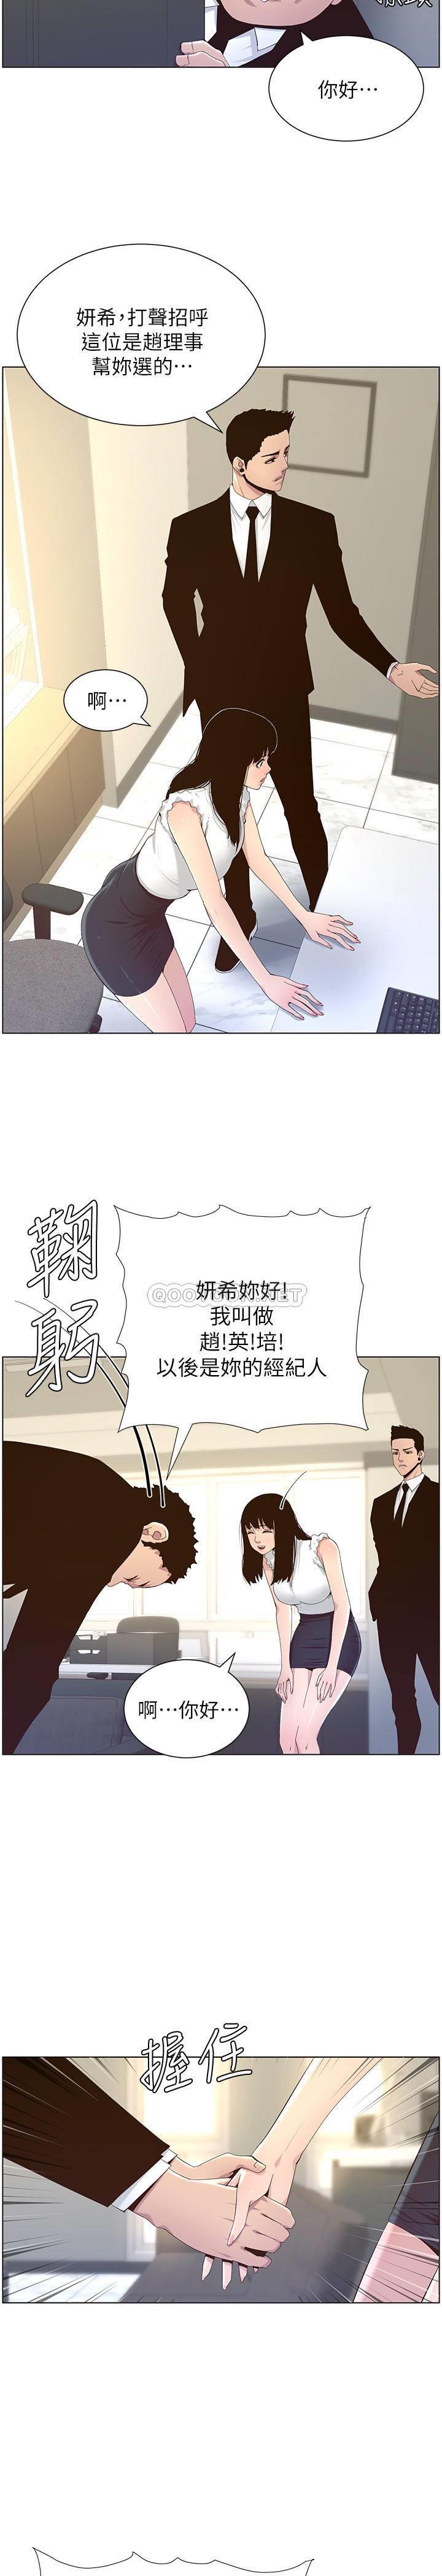 你好⋯
妍希,打聲招呼
這位是趙理事
幫妳選的⋯
啊⋯
鞠
躬
妍希妳好!
我叫做
趙!英!培!
以後是妳的經紀人
啊⋯你好⋯
握住